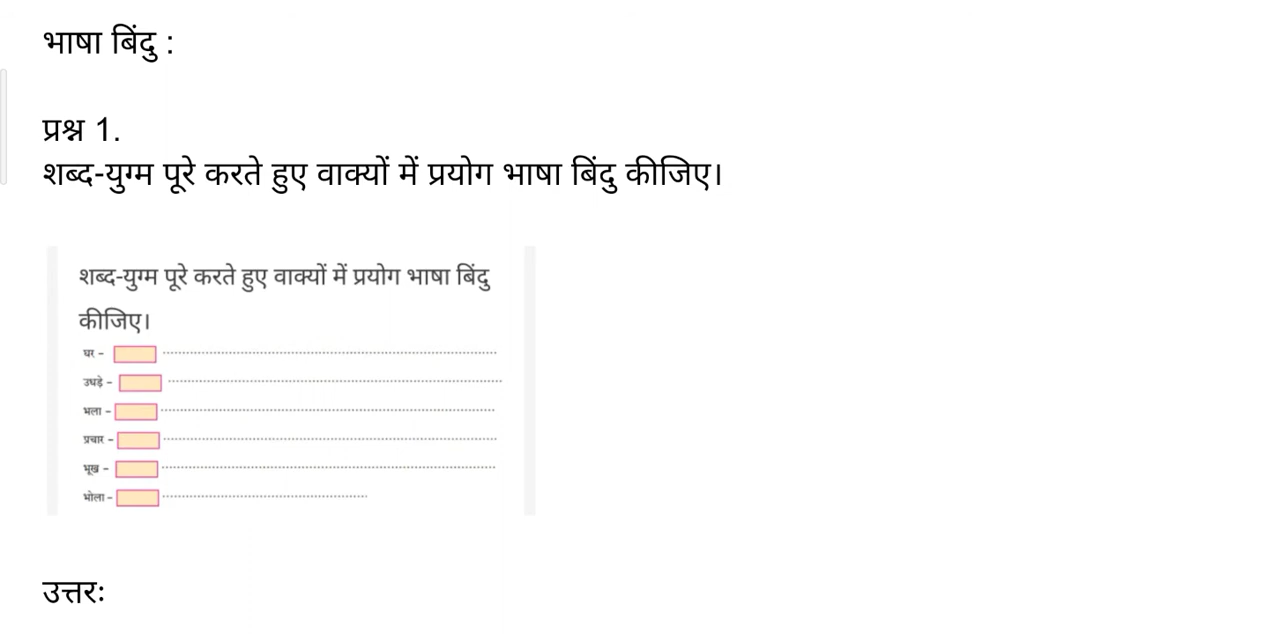 भाषा बिंदु :
प्रश्न 1.
शब्द-युग्म पूरे करते हुए वाक्यों में प्रयोग भाषा बिंदु कीजिए।
शब्द-युग्म पूरे करते हुए वाक्यों में प्रयोग भाषा बिंदु
कीजिए।
घर -
उधड़े -
भला -
प्रचार -
भूख -
भोला -
उत्तरः